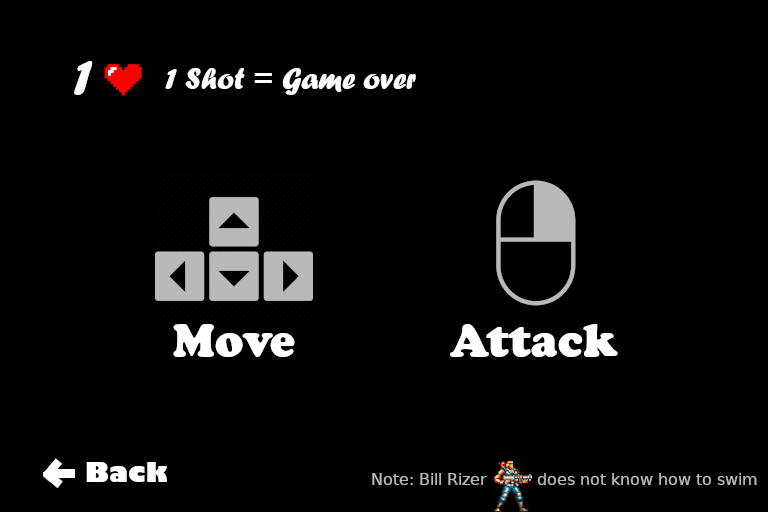 1 1 Shot = Game over
Move Attack
Back
Note: Bill Rizer does not know how to swim